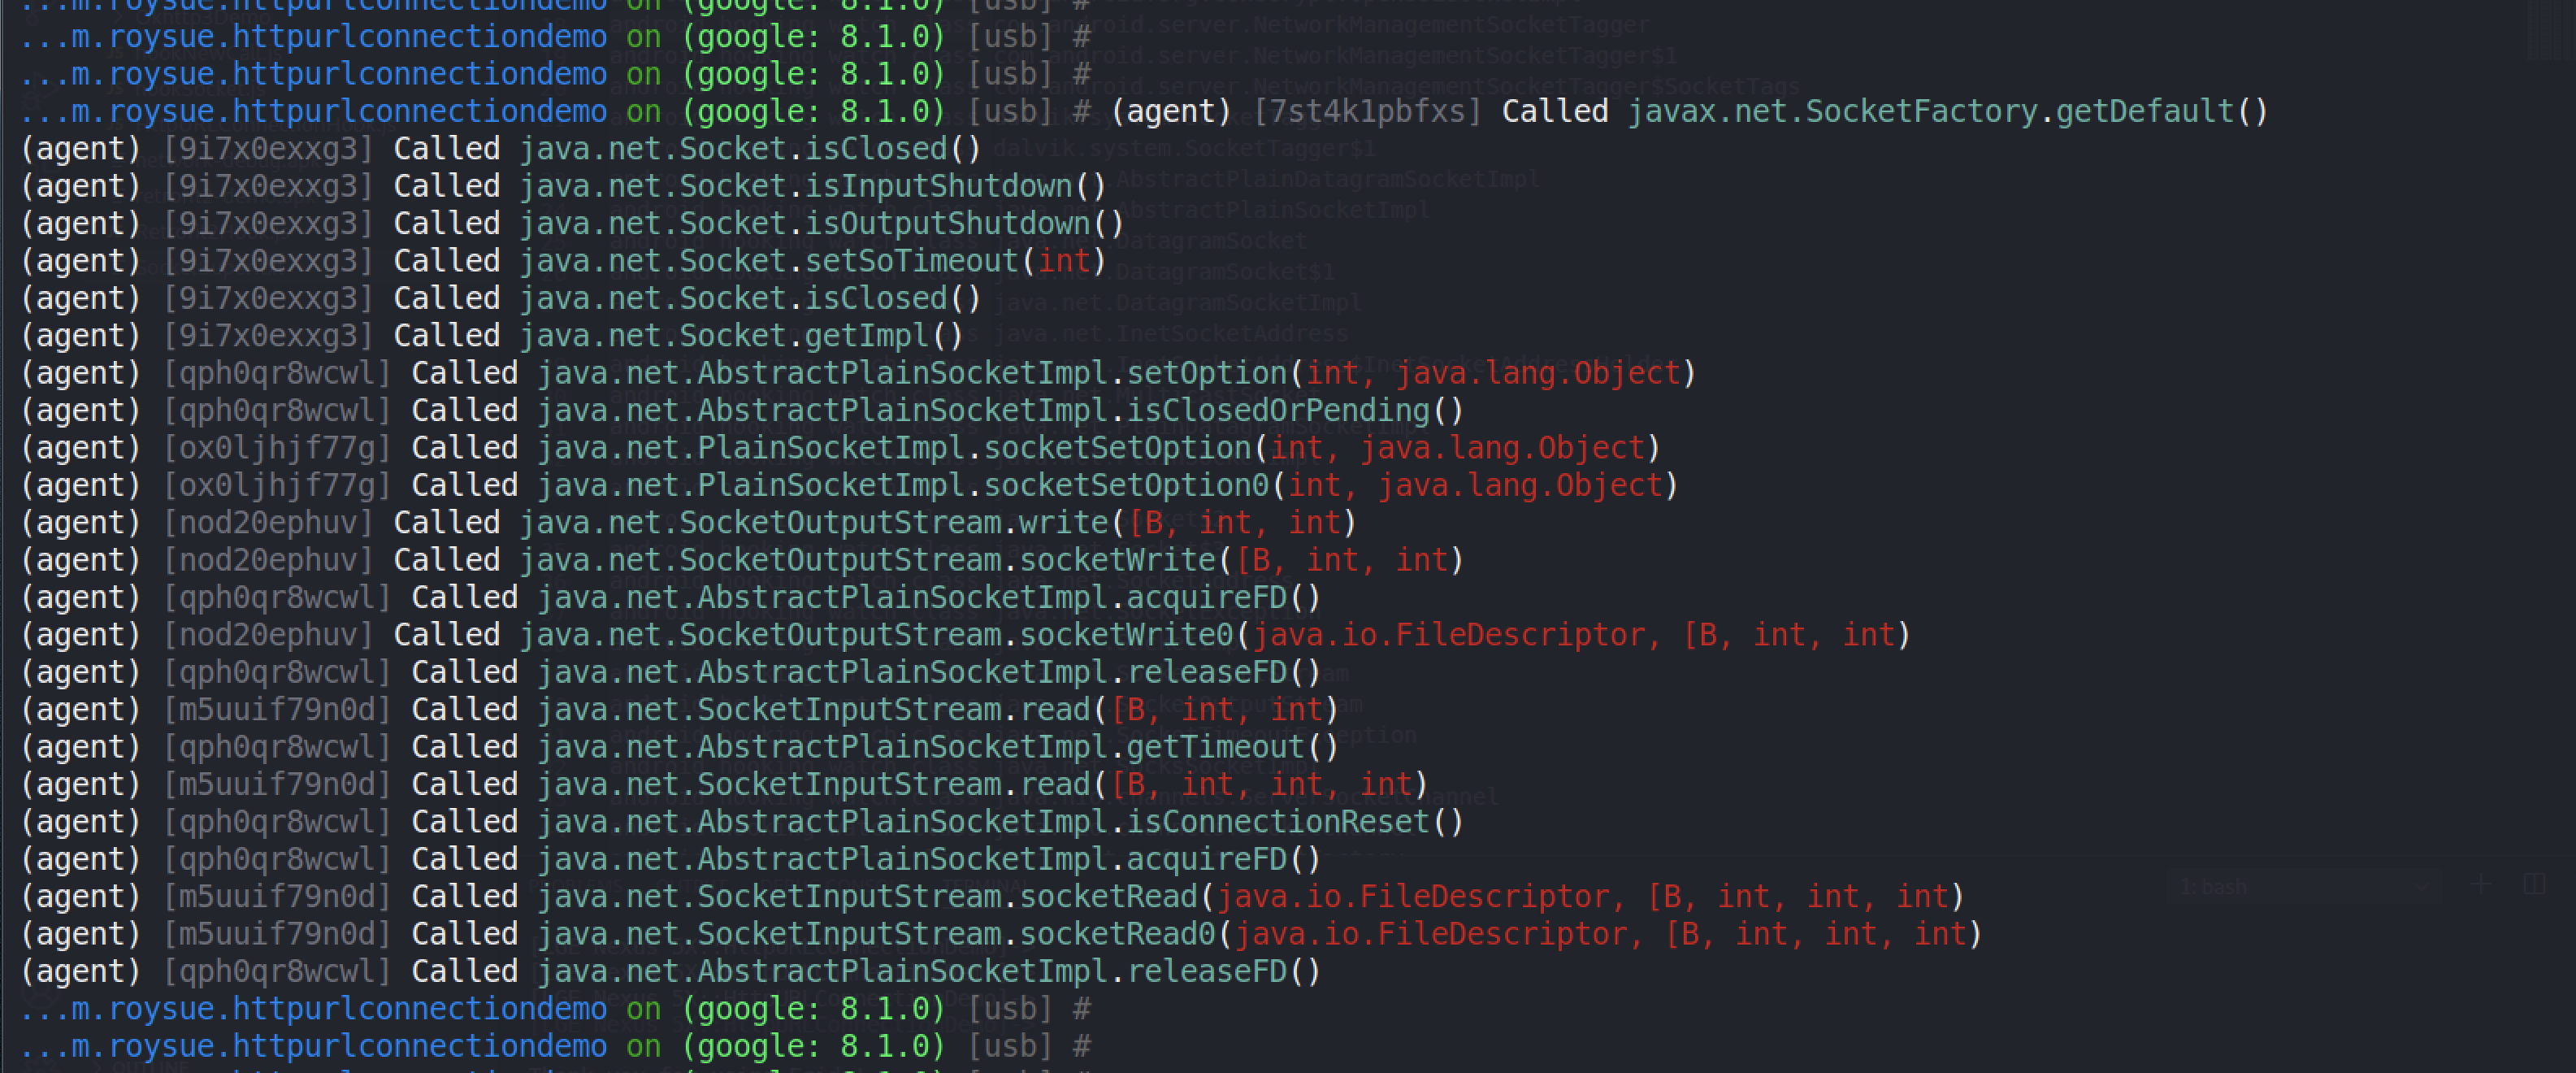 ...m.roysue.httpurlconnectiondemo on (google: 8.1.0) [usb] #
...m.roysue.httpurlconnectiondemo on (google: 8.1.0) [usb] #
...m.roysue.httpurlconnectiondemo on (google: 8.1.0) [usb] #
...m.roysue.httpurlconnectiondemo on (google: 8.1.0) [usb] # (agent) [7st4k1pbfxs] Called javax.net.SocketFactory.getDefault()
(agent) [9i7x0exxg3] Called java.net.Socket.isClosed()
(agent) [9i7x0exxg3] Called java.net.Socket.isInputShutdown()
(agent) [9i7x0exxg3] Called java.net.Socket.isOutputShutdown()
(agent) [9i7x0exxg3] Called java.net.Socket.setSoTimeout(int)
(agent) [9i7x0exxg3] Called java.net.Socket.isClosed()
(agent) [9i7x0exxg3] Called java.net.Socket.getImpl()
(agent) [qph0qr8wcwl] Called java.net.AbstractPlainSocketImpl.setOption(int, java.lang.Object)
(agent) [qph0qr8wcwl] Called java.net.AbstractPlainSocketImpl.isClosedOrPending()
(agent) [ox0ljhjf77g] Called java.net.PlainSocketImpl.socketSetOption(int, java.lang.Object)
(agent) [ox0ljhjf77g] Called java.net.PlainSocketImpl.socketSetOption0(int, java.lang.Object)
(agent) [nod20ephuv] Called java.net.SocketOutputStream.write([B, int, int)
(agent) [nod20ephuv] Called java.net.SocketOutputStream.socketWrite([B, int, int)
(agent) [qph0qr8wcwl] Called java.net.AbstractPlainSocketImpl.acquireFD()
(agent) [nod20ephuv] Called java.net.SocketOutputStream.socketWrite0(java.io.FileDescriptor, [B, int, int)
(agent) [qph0qr8wcwl] Called java.net.AbstractPlainSocketImpl.releaseFD()
(agent) [m5uuif79n0d] Called java.net.SocketInputStream.read([B, int, int)
(agent) [qph0qr8wcwl] Called java.net.AbstractPlainSocketImpl.getTimeout()
(agent) [m5uuif79n0d] Called java.net.SocketInputStream.read([B, int, int, int)
(agent) [qph0qr8wcwl] Called java.net.AbstractPlainSocketImpl.isConnectionReset()
(agent) [qph0qr8wcwl] Called java.net.AbstractPlainSocketImpl.acquireFD()
(agent) [m5uuif79n0d] Called java.net.SocketInputStream.socketRead(java.io.FileDescriptor, [B, int, int, int)
(agent) [m5uuif79n0d] Called java.net.SocketInputStream.socketRead0(java.io.FileDescriptor, [B, int, int, int)
(agent) [qph0qr8wcwl] Called java.net.AbstractPlainSocketImpl.releaseFD()
...m.roysue.httpurlconnectiondemo on (google: 8.1.0) [usb] #
...m.roysue.httpurlconnectiondemo on (google: 8.1.0) [usb] #